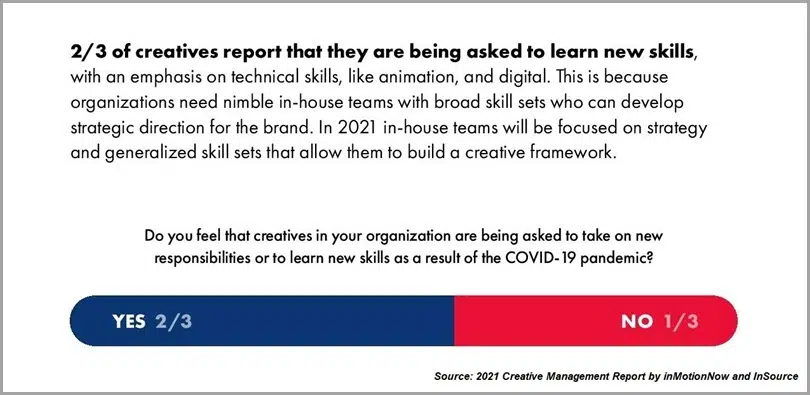 2/3 of creatives report that they are being asked to learn new skills,
with an emphasis on technical skills, like animation, and digital. This is because
organizations need nimble in-house teams with broad skill sets who can develop
strategic direction for the brand. In 2021 in-house teams will be focused on strategy
and generalized skill sets that allow them to build a creative framework.
Do you feel that creatives in your organization are being asked to take on new
responsibilities or to learn new skills as a result of the COVID-19 pandemic?
YES 2/3 NO 1/3
Source: 2021 Creative Management Report by inMotionNow and InSource